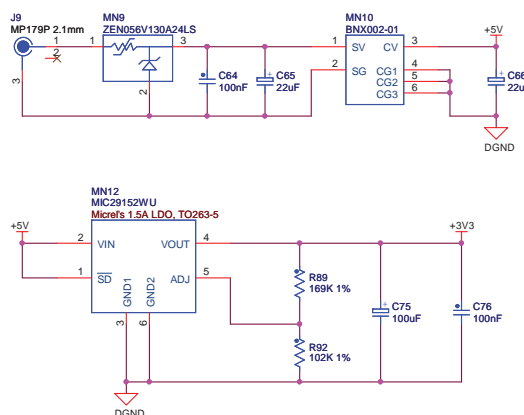 J9
MP179P 2.1mm
1
2
3
MN9
ZEN056V130A24LS
1
3
2
C64
100nF
C65
22uF
MN10
BNX002-01
1
SV
CV
3
2
SG
CG1
4
CG2
5
CG3
6
+5V
C66
22u
DGND
MN12
MIC29152WU
Micrel's 1.5A LDO, TO263-5
+5V
2
VIN
VOUT
4
1
SD
ADJ
5
GND1
GND2
3
6
R89
169K 1%
R92
102K 1%
C75
100uF
+3V3
C76
100nF
DGND